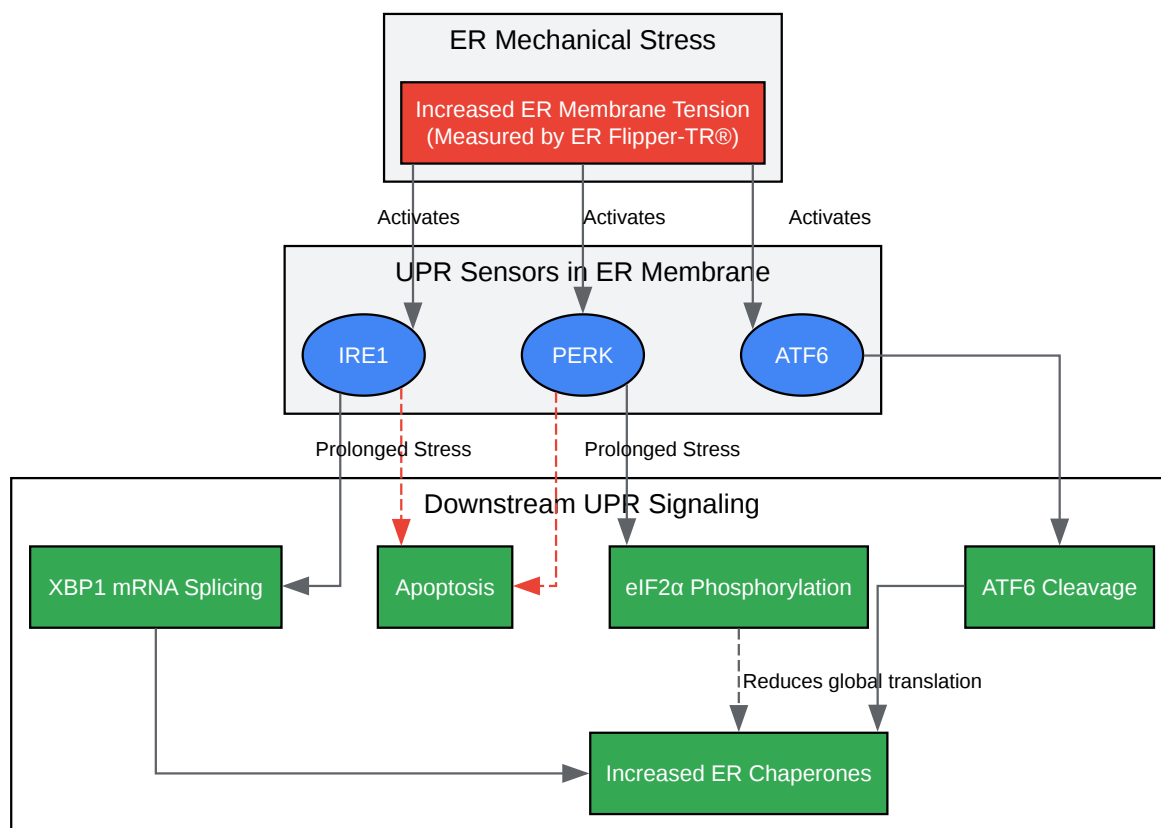 ER Mechanical Stress
Increased ER Membrane Tension
(Measured by ER Flipper-TR®)
Activates
Activates
Activates
UPR Sensors in ER Membrane
IRE1
PERK
ATF6
Prolonged Stress
Prolonged Stress
Downstream UPR Signaling
XBP1 mRNA Splicing
Apoptosis
eIF2α Phosphorylation
ATF6 Cleavage
Reduces global translation
Increased ER Chaperones